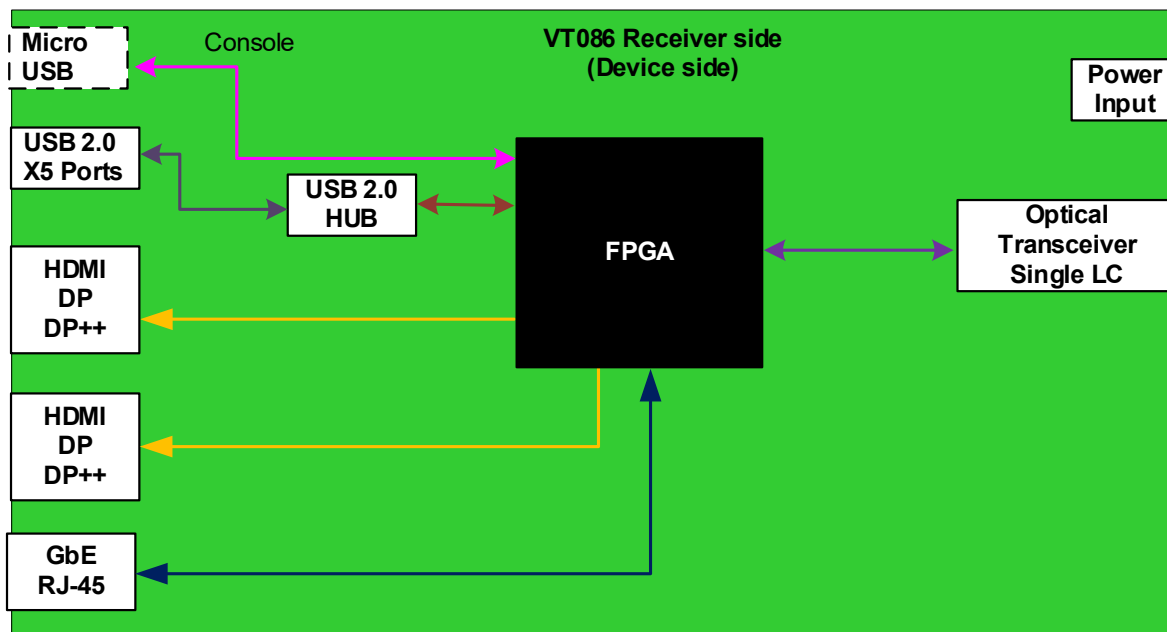 Micro
USB
Console
VT086 Receiver side
(Device side)
Power
Input
USB 2.0
X5 Ports
USB 2.0
HUB
FPGA
Optical
Transceiver
Single LC
HDMI
DP
DP++
HDMI
DP
DP++
GbE
RJ-45